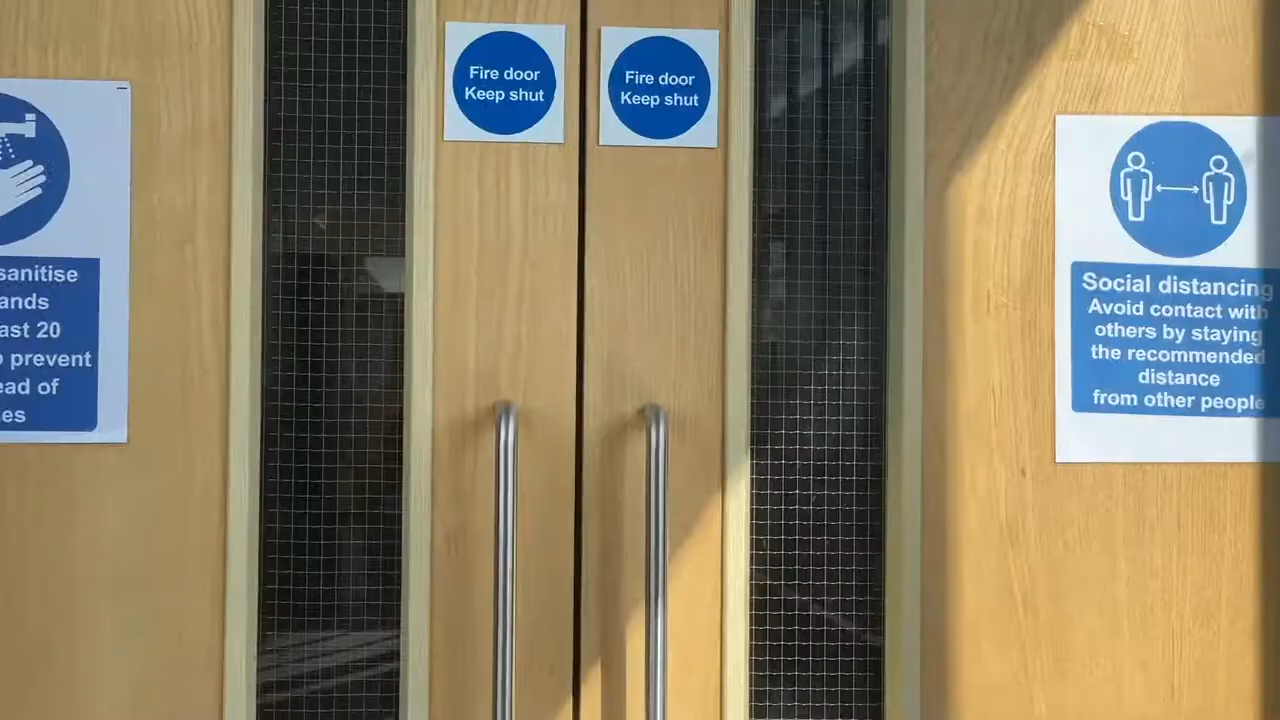 Fire door
Keep shut
Fire door
Keep shut
sanitise
ands
ast 20
prevent
ead of
es
Social distancing
Avoid contact with
others by staying
the recommended
distance
from other people